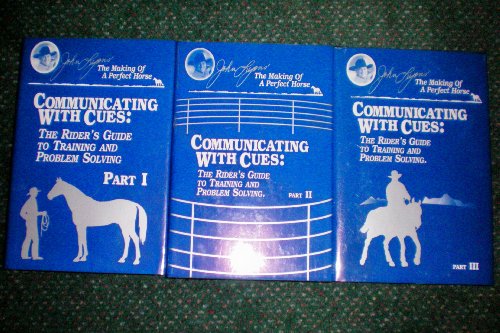 John Lyons'
The Making Of
A Perfect Horse
COMMUNICATING
WITH CUES:
THE RIDER'S GUIDE
TO TRAINING AND
PROBLEM SOLVING
PART I
John Lyons'
The Making Of
A Perfect Horse
COMMUNICATING
WITH CUES:
THE RIDER'S GUIDE
TO TRAINING AND
PROBLEM SOLVING.
PART II
John Lyons'
The Making Of
A Perfect Horse
COMMUNICATING
WITH CUES:
THE RIDER'S GUIDE
TO TRAINING AND
PROBLEM SOLVING.
PART III